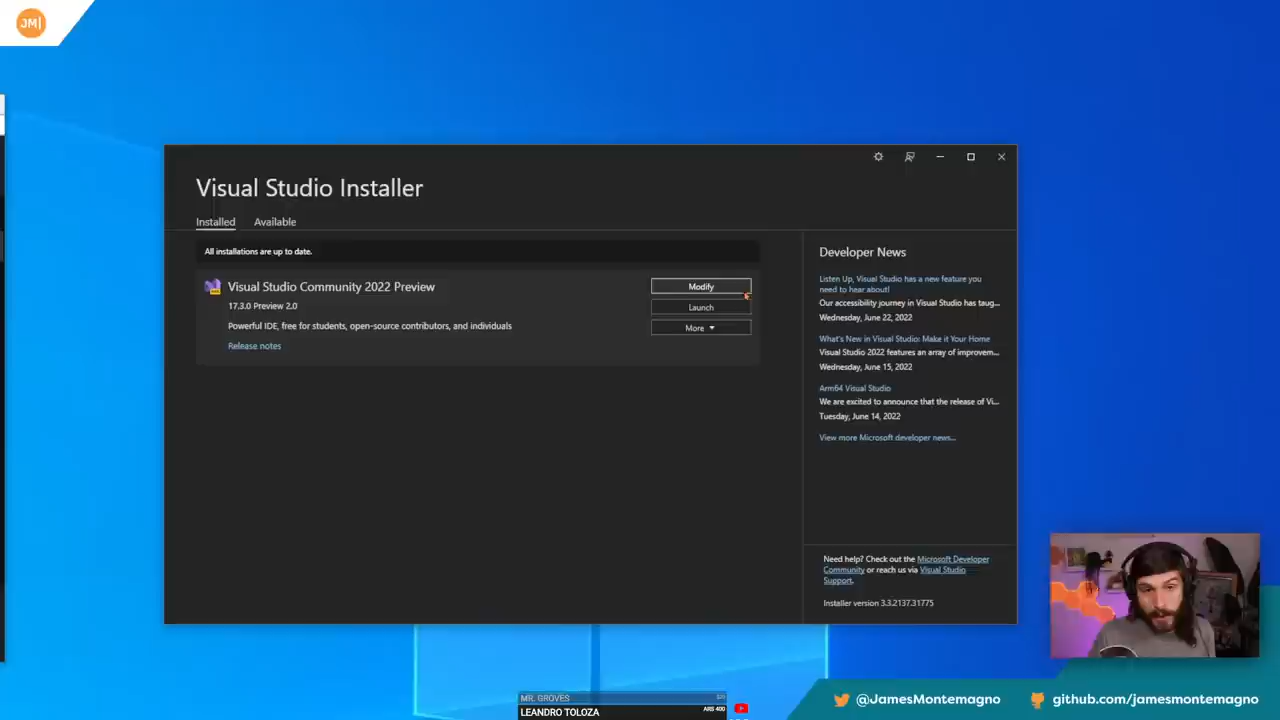 JM|
Visual Studio Installer
Installed
Available
All installations are up to date.
Visual Studio Community 2022 Preview
17.3.0 Preview 2.0
Powerful IDE, free for students, open-source contributors, and individuals
Release notes
Modify
Launch
More
Developer News
Listen Up, Visual Studio has a new feature you
need to hear about!
Our accessibility journey in Visual Studio has taug...
Wednesday, June 22, 2022
What's New in Visual Studio: Make it Your Home
Visual Studio 2022 features an array of improvem...
Wednesday, June 15, 2022
Arm64 Visual Studio
We are excited to announce that the release of Vi...
Tuesday, June 14, 2022
View more Microsoft developer news...
Need help? Check out the Microsoft Developer
Community or reach us via Visual Studio
Support.
Installer version 3.3.2137.31775
MR. GROVES
LEANDRO TOLOZA ARS 400
@JamesMontemagno
github.com/jamesmontemagno